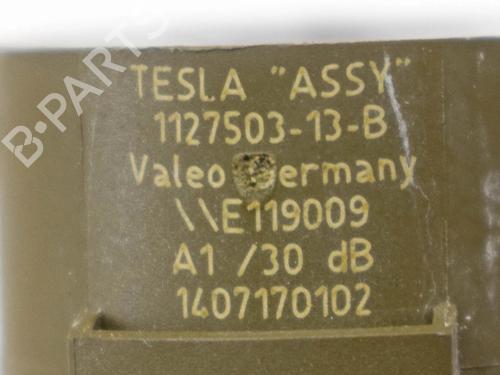 B-PARTS
TESLA "ASSY"
1127503-13-B
Valeo Germany
\\E119009
A1 /30 dB
1407170102